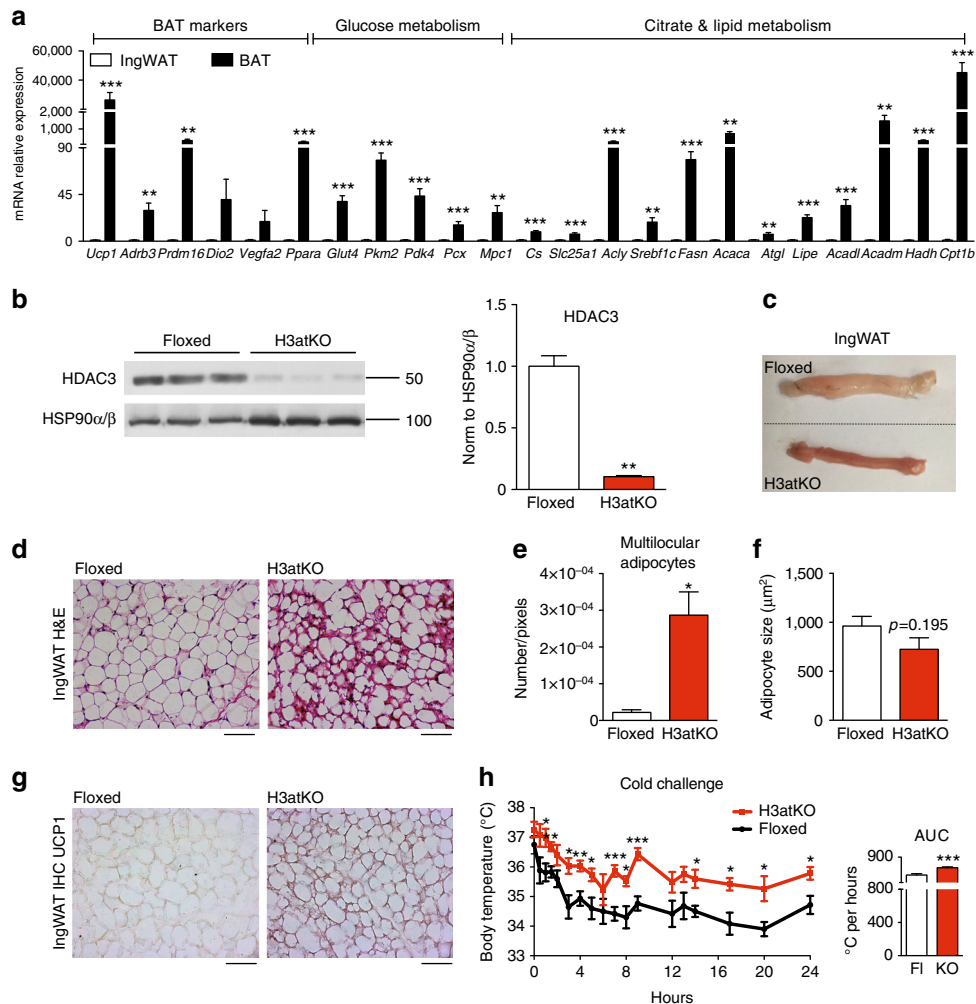 a
BAT markers Glucose metabolism Citrate & lipid metabolism
IngWAT BAT
mRNA relative expression
60,000
40,000
2,000
1,000
90
45
0
*** ** ** *** *** *** *** *** ** *** *** *** ** *** ** ** *** *** ** *** ***
Ucp1 Adrb3 Prdm16 Dio2 Vegfa2 Ppara Glut4 Pkm2 Pdk4 Pcx Mpc1 Cs Slc25a1 Acly Srebf1c Fasn Acaca Atgl Lipe Acadl Acadm Hadh Cpt1b
b
Floxed H3atKO
HDAC3 50
HSP90α/β 100
HDAC3
Norm to HSP90α/β
1.5
1.0
0.5
0
**
Floxed H3atKO
c
IngWAT
Floxed
H3atKO
d
Floxed H3atKO
IngWAT H&E
e
Multilocular
adipocytes
Number/pixels
4×10⁻⁰⁴
3×10⁻⁰⁴
2×10⁻⁰⁴
1×10⁻⁰⁴
0
*
Floxed H3atKO
f
Adipocyte size (μm²)
1,500
1,000
500
0
p=0.195
Floxed H3atKO
g
Floxed H3atKO
IngWAT IHC UCP1
h
Cold challenge
H3atKO
Floxed
Body temperature (°C)
38
37
36
35
34
33
* * * * ** * *** * *** * * * *
0 4 8 12 16 20 24
Hours
AUC
°C per hours
900
800
400
0
***
Fl KO